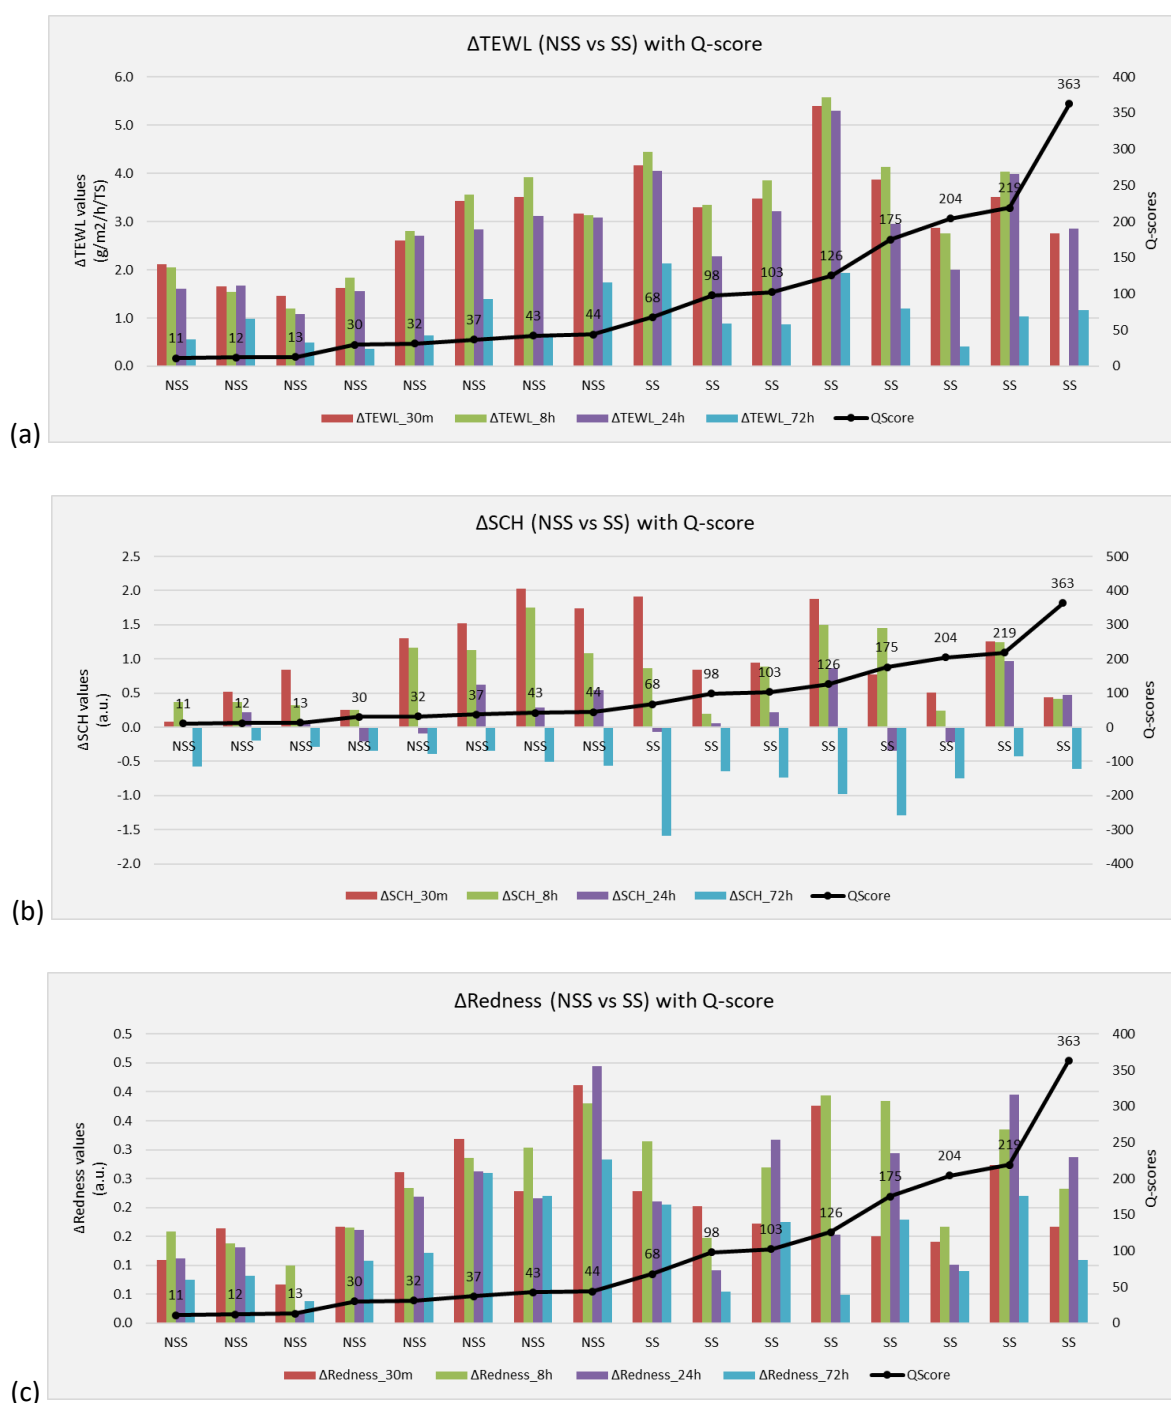 ΔTEWL (NSS vs SS) with Q-score
ΔTEWL values
(g/m2/h/TS)
6.0
5.0
4.0
3.0
2.0
1.0
0.0
400
350
300
250
200
150
100
50
0
Q-scores
11 12 13 30 32 37 43 44 68 98 103 126 175 204 219 363
NSS NSS NSS NSS NSS NSS NSS NSS SS SS SS SS SS SS SS SS
ΔTEWL_30m ΔTEWL_8h ΔTEWL_24h ΔTEWL_72h QScore
(a)
ΔSCH (NSS vs SS) with Q-score
ΔSCH values
(a.u.)
2.5
2.0
1.5
1.0
0.5
0.0
-0.5
-1.0
-1.5
-2.0
500
400
300
200
100
0
-100
-200
-300
-400
Q-scores
11 12 13 30 32 37 43 44 68 98 103 126 175 204 219 363
NSS NSS NSS NSS NSS NSS NSS NSS SS SS SS SS SS SS SS SS
ΔSCH_30m ΔSCH_8h ΔSCH_24h ΔSCH_72h QScore
(b)
ΔRedness (NSS vs SS) with Q-score
ΔRedness values
(a.u.)
0.5
0.5
0.4
0.4
0.3
0.3
0.2
0.2
0.1
0.1
0.0
400
350
300
250
200
150
100
50
0
Q-scores
11 12 13 30 32 37 43 44 68 98 103 126 175 204 219 363
NSS NSS NSS NSS NSS NSS NSS NSS SS SS SS SS SS SS SS SS
ΔRedness_30m ΔRedness_8h ΔRedness_24h ΔRedness_72h QScore
(c)